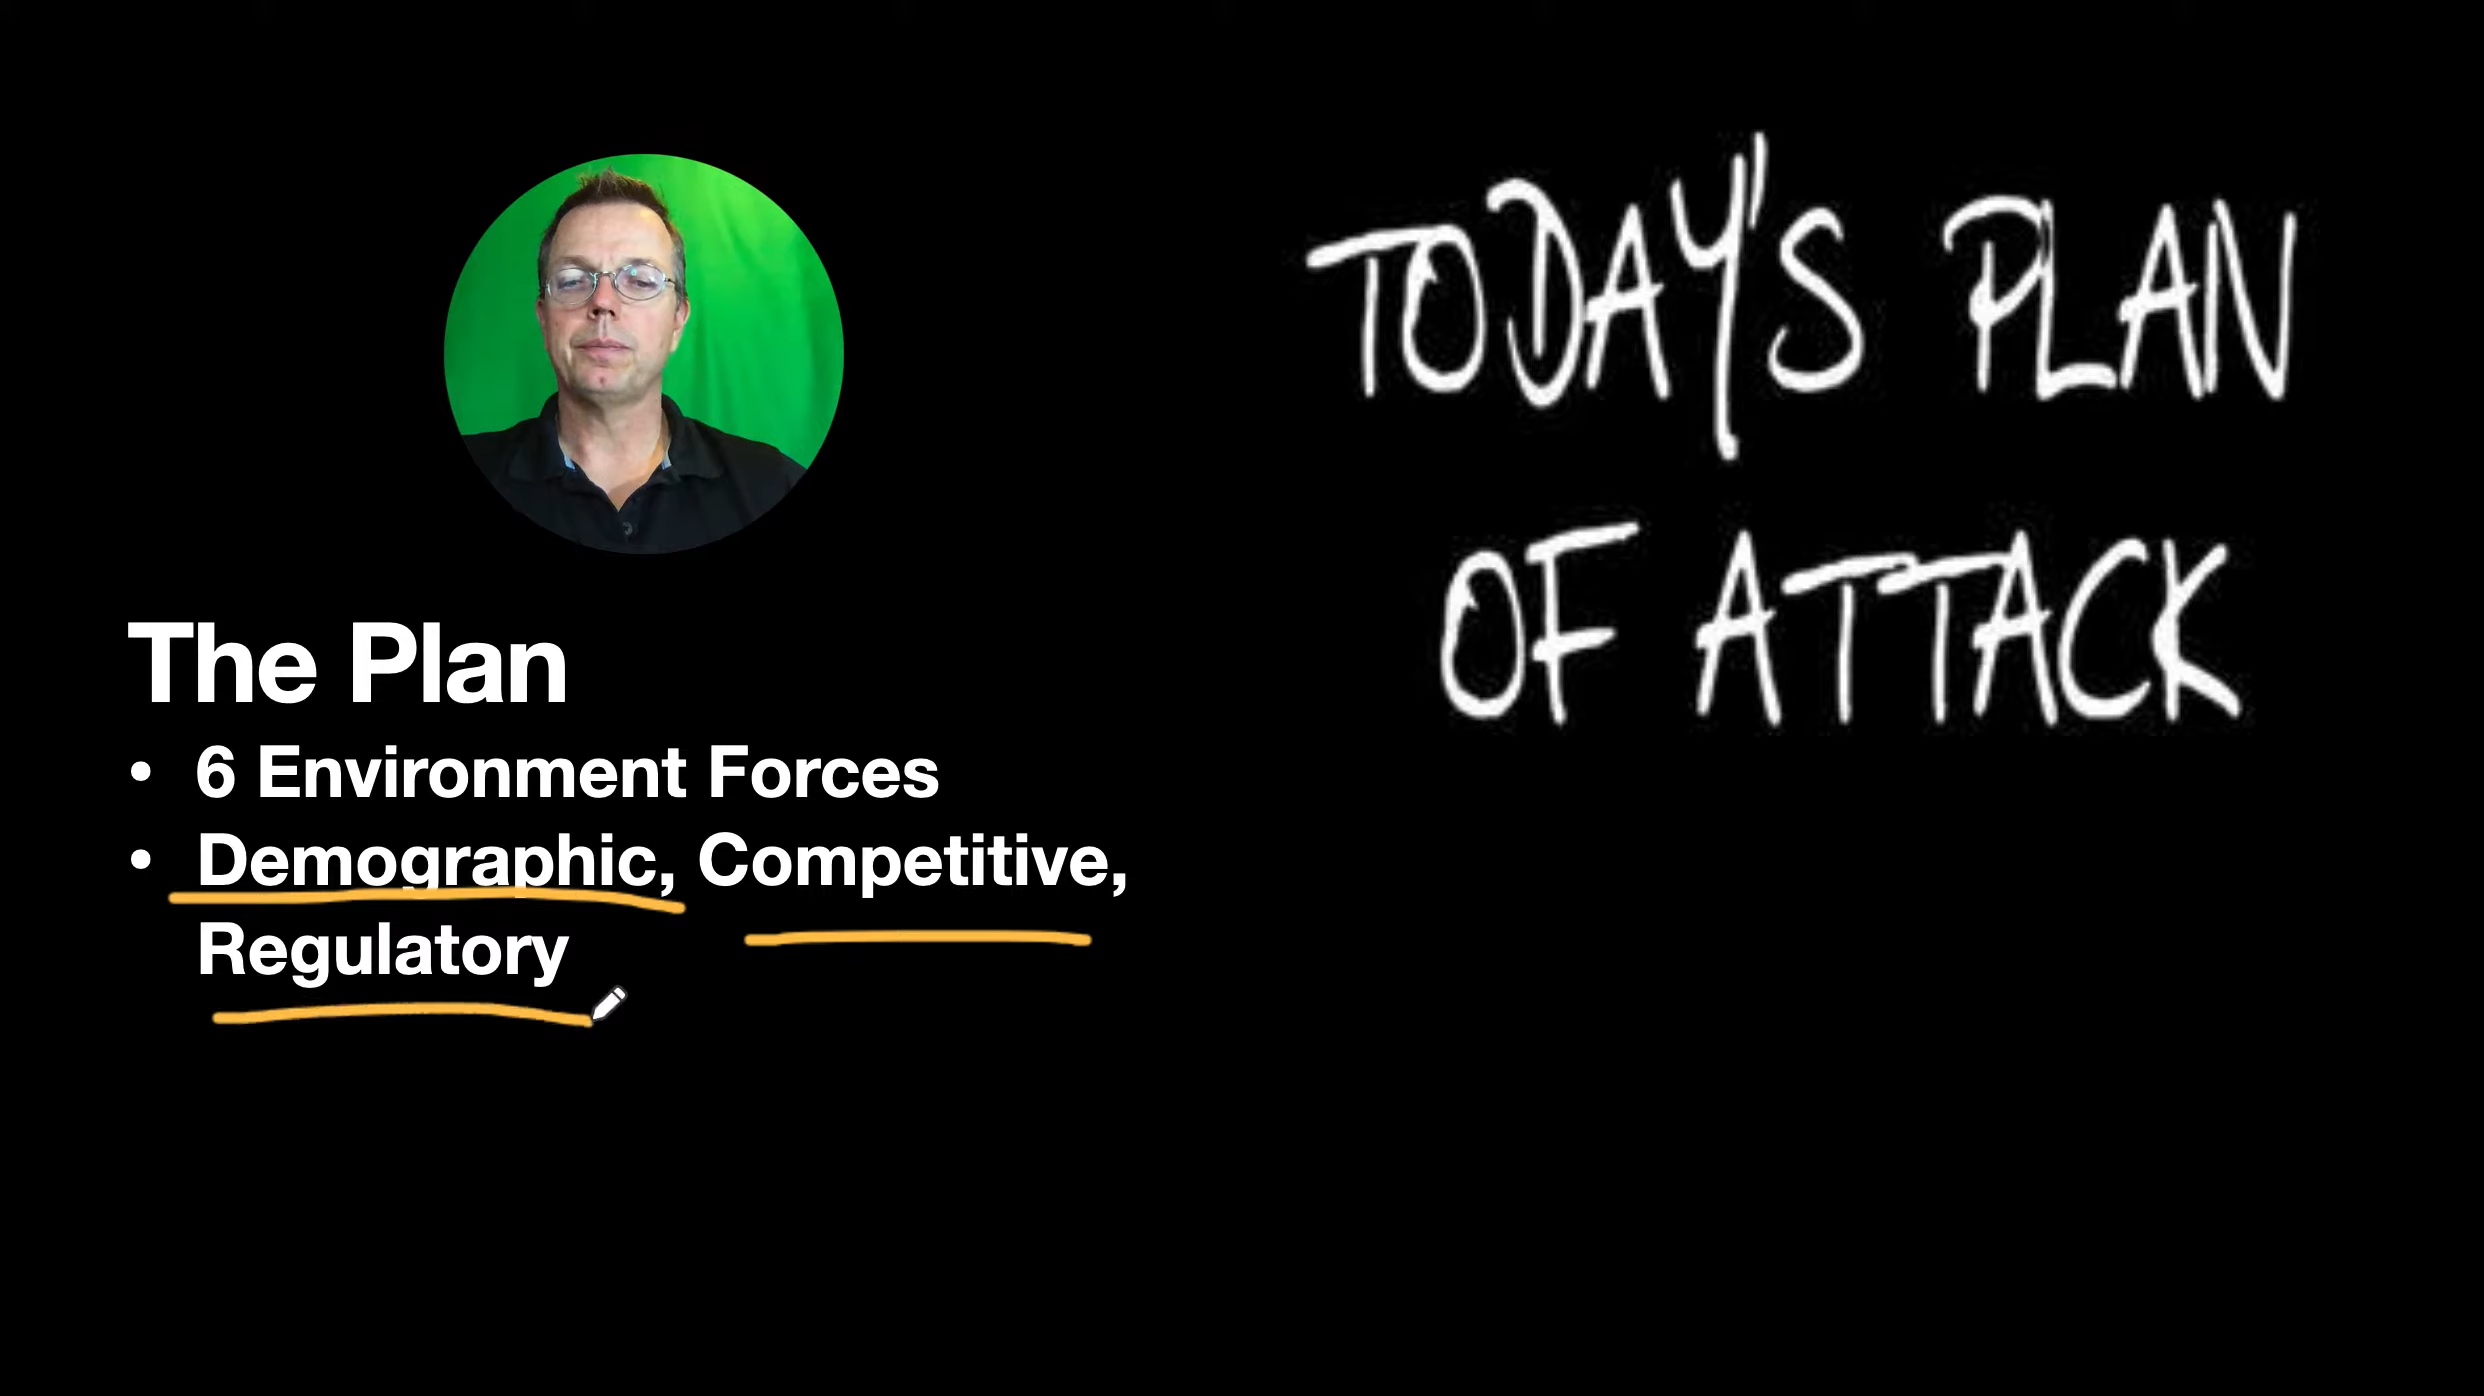 TODAY'S PLAN
OF ATTACK
The Plan
• 6 Environment Forces
• Demographic, Competitive,
Regulatory